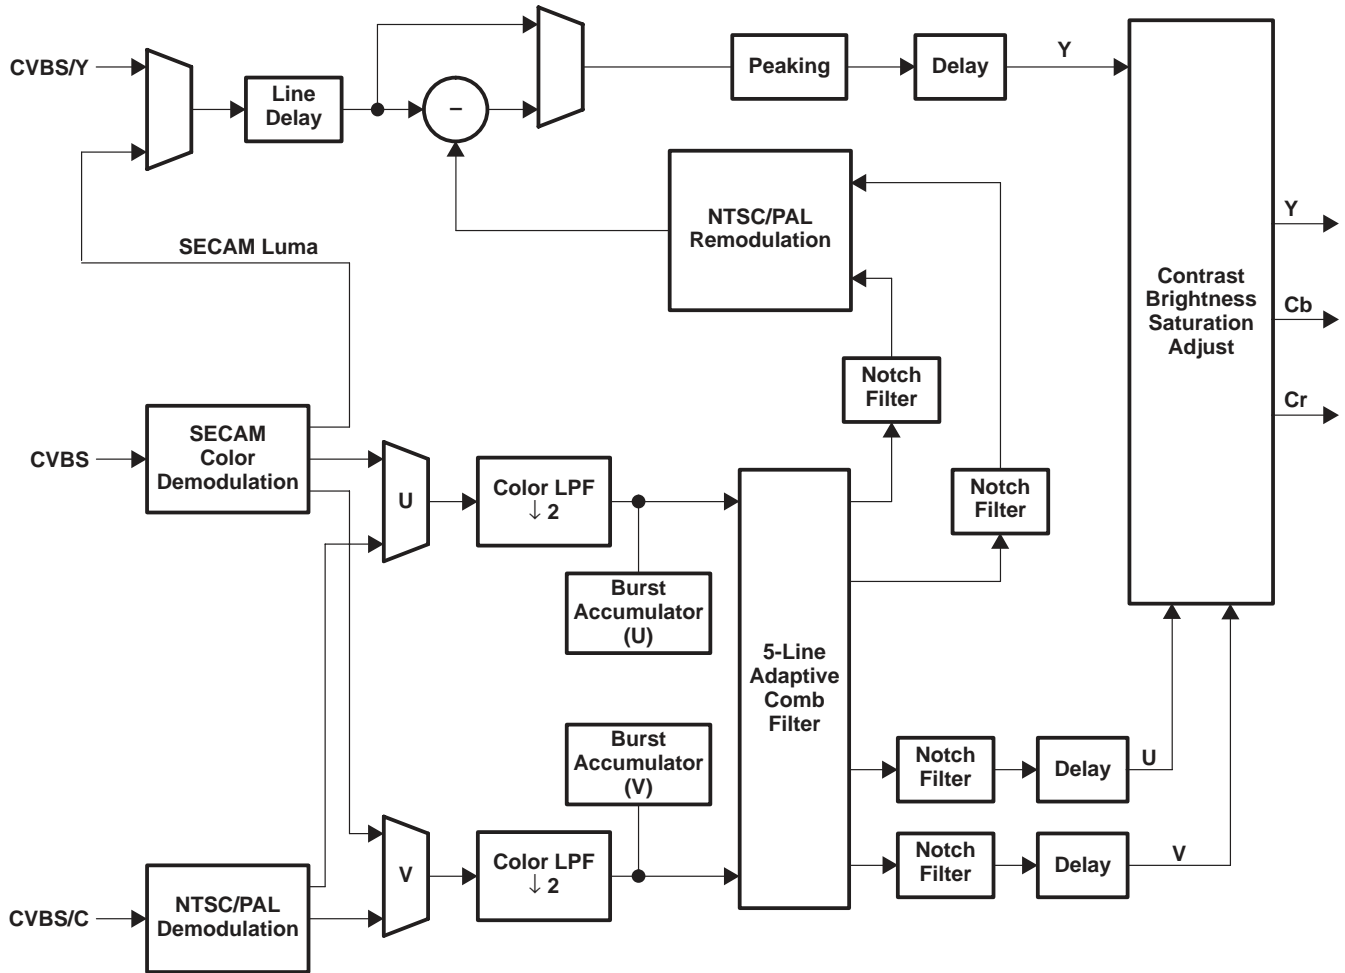 CVBS/Y
Line
Delay
–
Peaking
Delay
Y
NTSC/PAL
Remodulation
SECAM Luma
Contrast
Brightness
Saturation
Adjust
Y
Cb
Cr
Notch
Filter
Notch
Filter
CVBS
SECAM
Color
Demodulation
U
Color LPF
↓ 2
Burst
Accumulator
(U)
5-Line
Adaptive
Comb
Filter
Burst
Accumulator
(V)
Notch
Filter
Delay
U
Notch
Filter
Delay
V
CVBS/C
NTSC/PAL
Demodulation
V
Color LPF
↓ 2